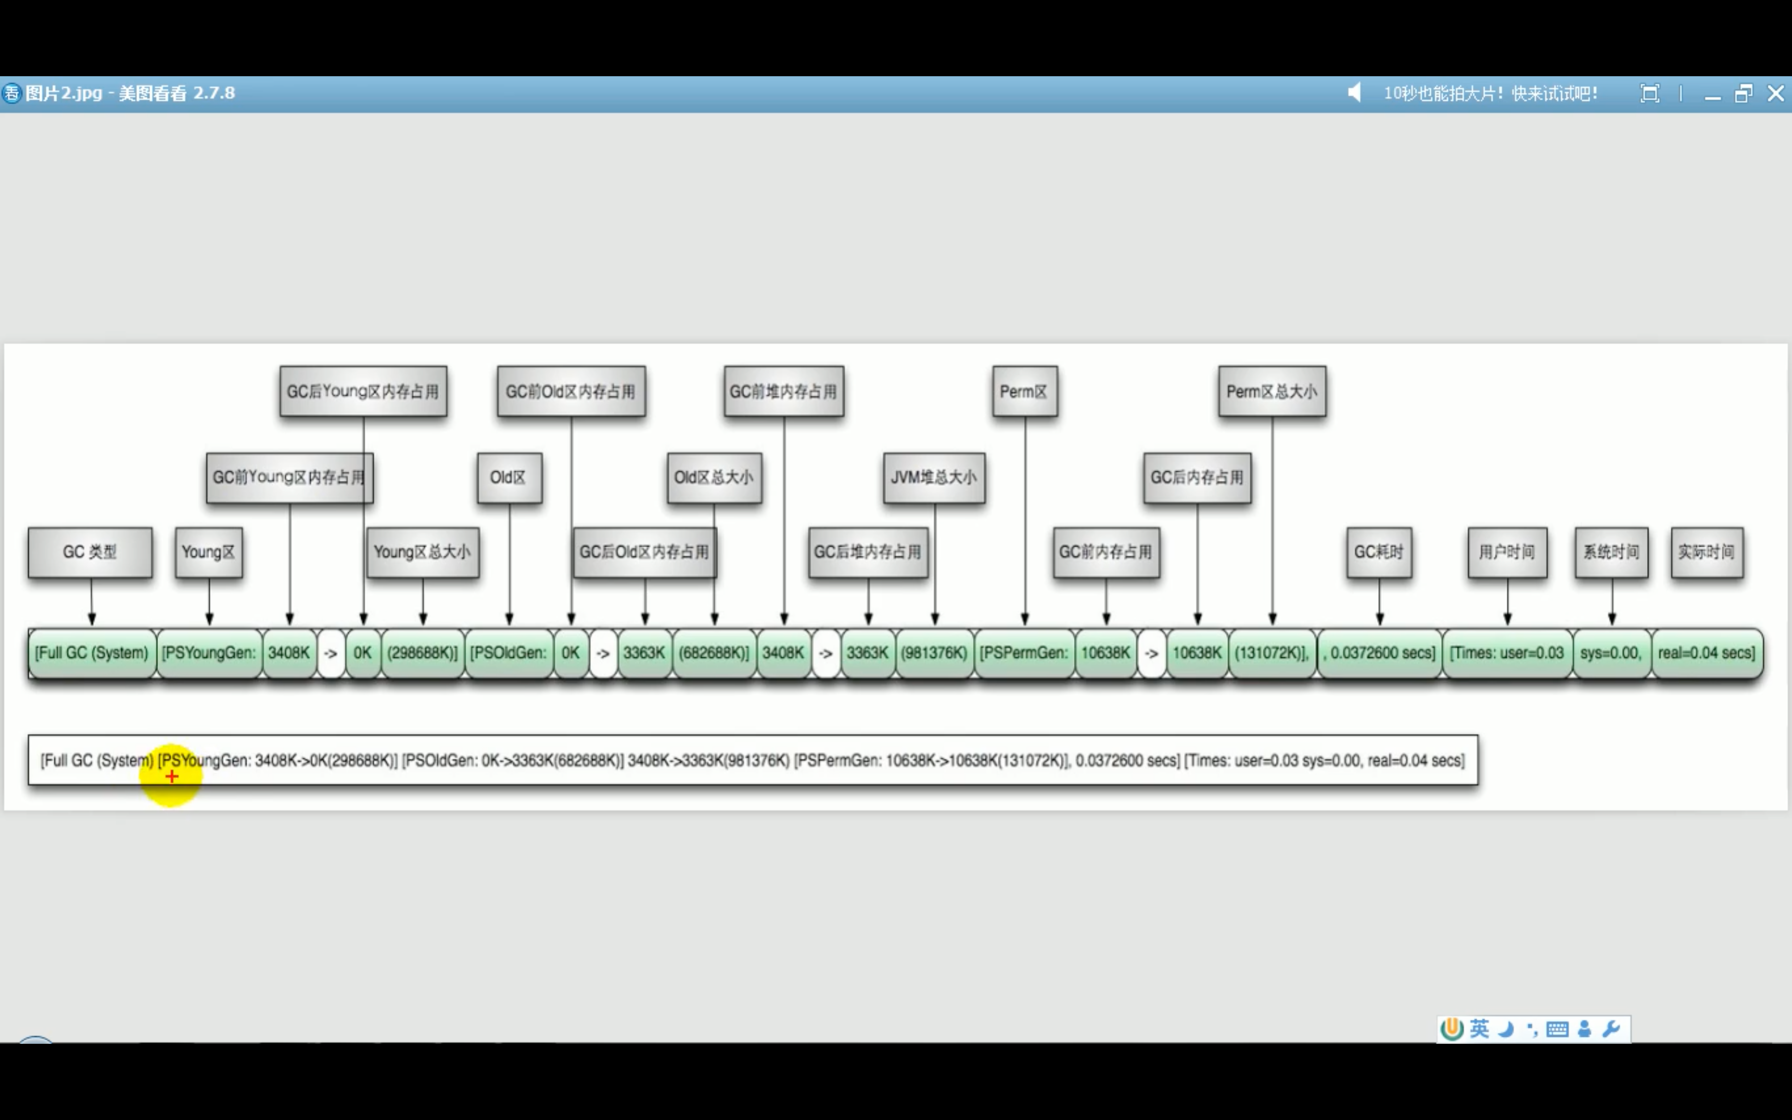 图片2.jpg - 美图看看 2.7.8
10秒也能拍大片！快来试试吧！
GC后Young区内存占用
GC前Old区内存占用
GC前堆内存占用
Perm区
Perm区总大小
GC前Young区内存占用
Old区
Old区总大小
JVM堆总大小
GC后内存占用
GC 类型
Young区
Young区总大小
GC后Old区内存占用
GC后堆内存占用
GC前内存占用
GC耗时
用户时间
系统时间
实际时间
[Full GC (System) [PSYoungGen: 3408K -> 0K (298688K)] [PSOldGen: 0K -> 3363K (682688K)] 3408K -> 3363K (981376K) [PSPermGen: 10638K -> 10638K (131072K)], , 0.0372600 secs] [Times: user=0.03 sys=0.00, real=0.04 secs]
[Full GC (System) [PSYoungGen: 3408K->0K(298688K)] [PSOldGen: 0K->3363K(682688K)] 3408K->3363K(981376K) [PSPermGen: 10638K->10638K(131072K)], 0.0372600 secs] [Times: user=0.03 sys=0.00, real=0.04 secs]
英